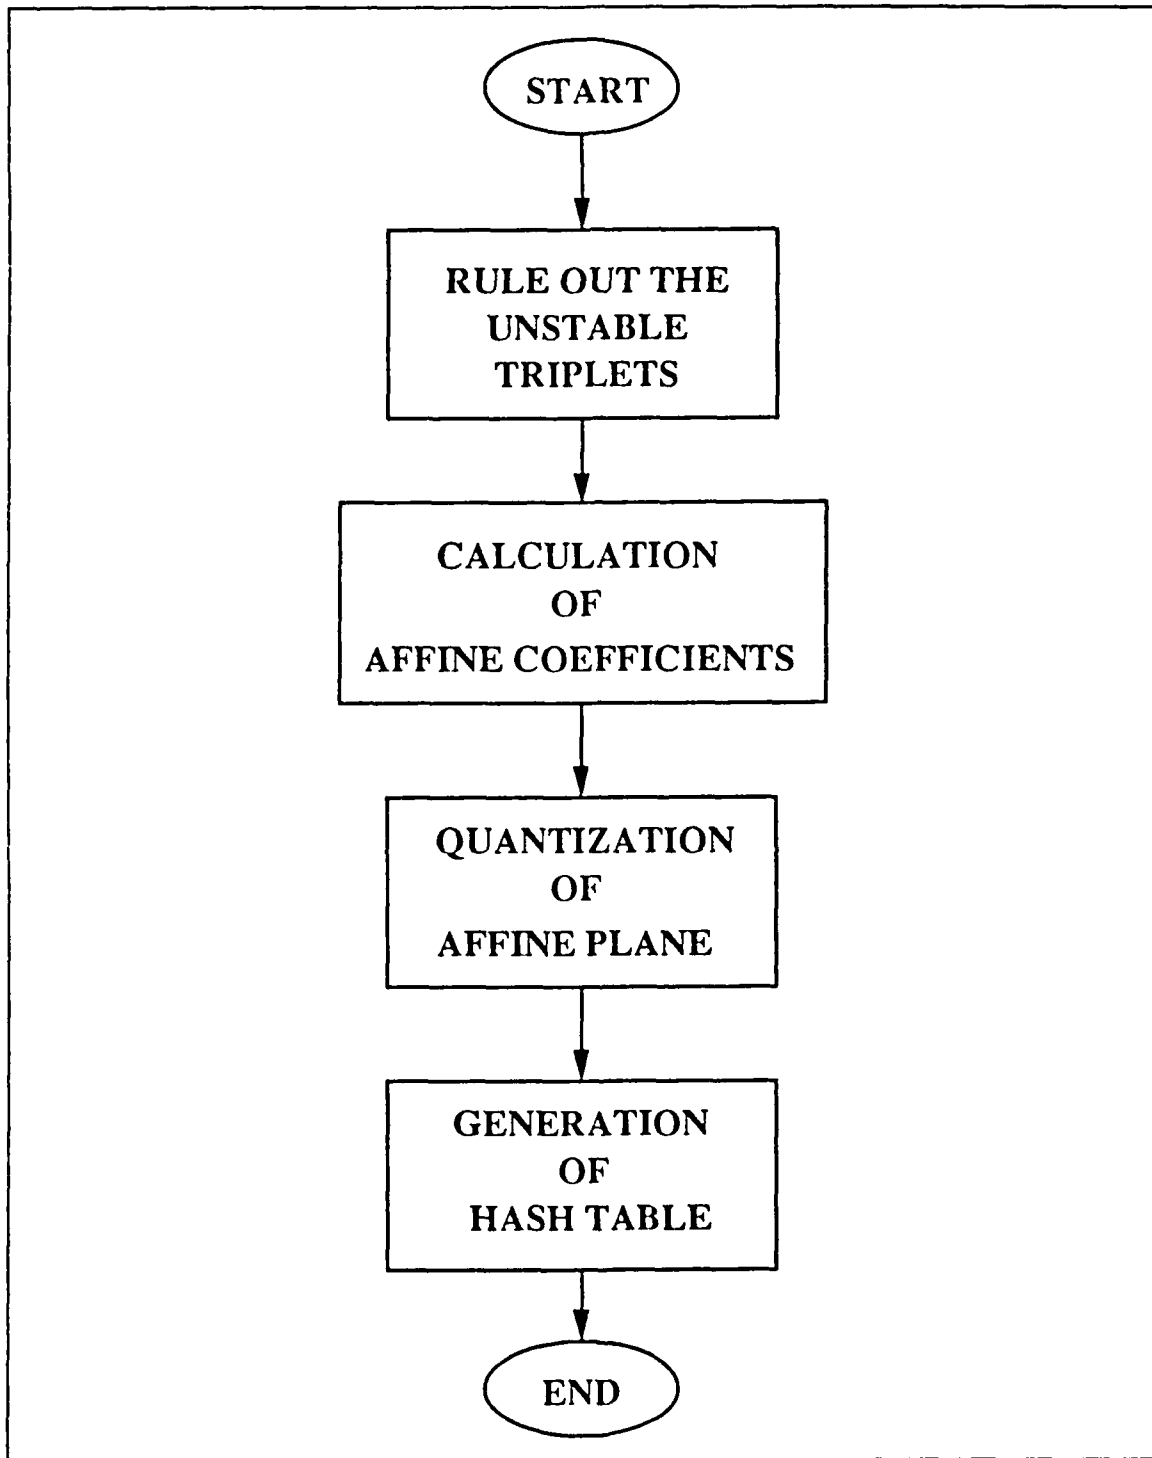 START
RULE OUT THE
UNSTABLE
TRIPLETS
CALCULATION
OF
AFFINE COEFFICIENTS
QUANTIZATION
OF
AFFINE PLANE
GENERATION
OF
HASH TABLE
END